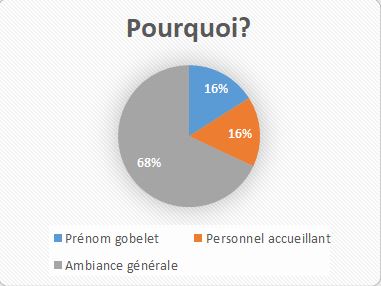 Pourquoi?
16%
16%
68%
Prénom gobelet
Personnel accueillant
Ambiance générale